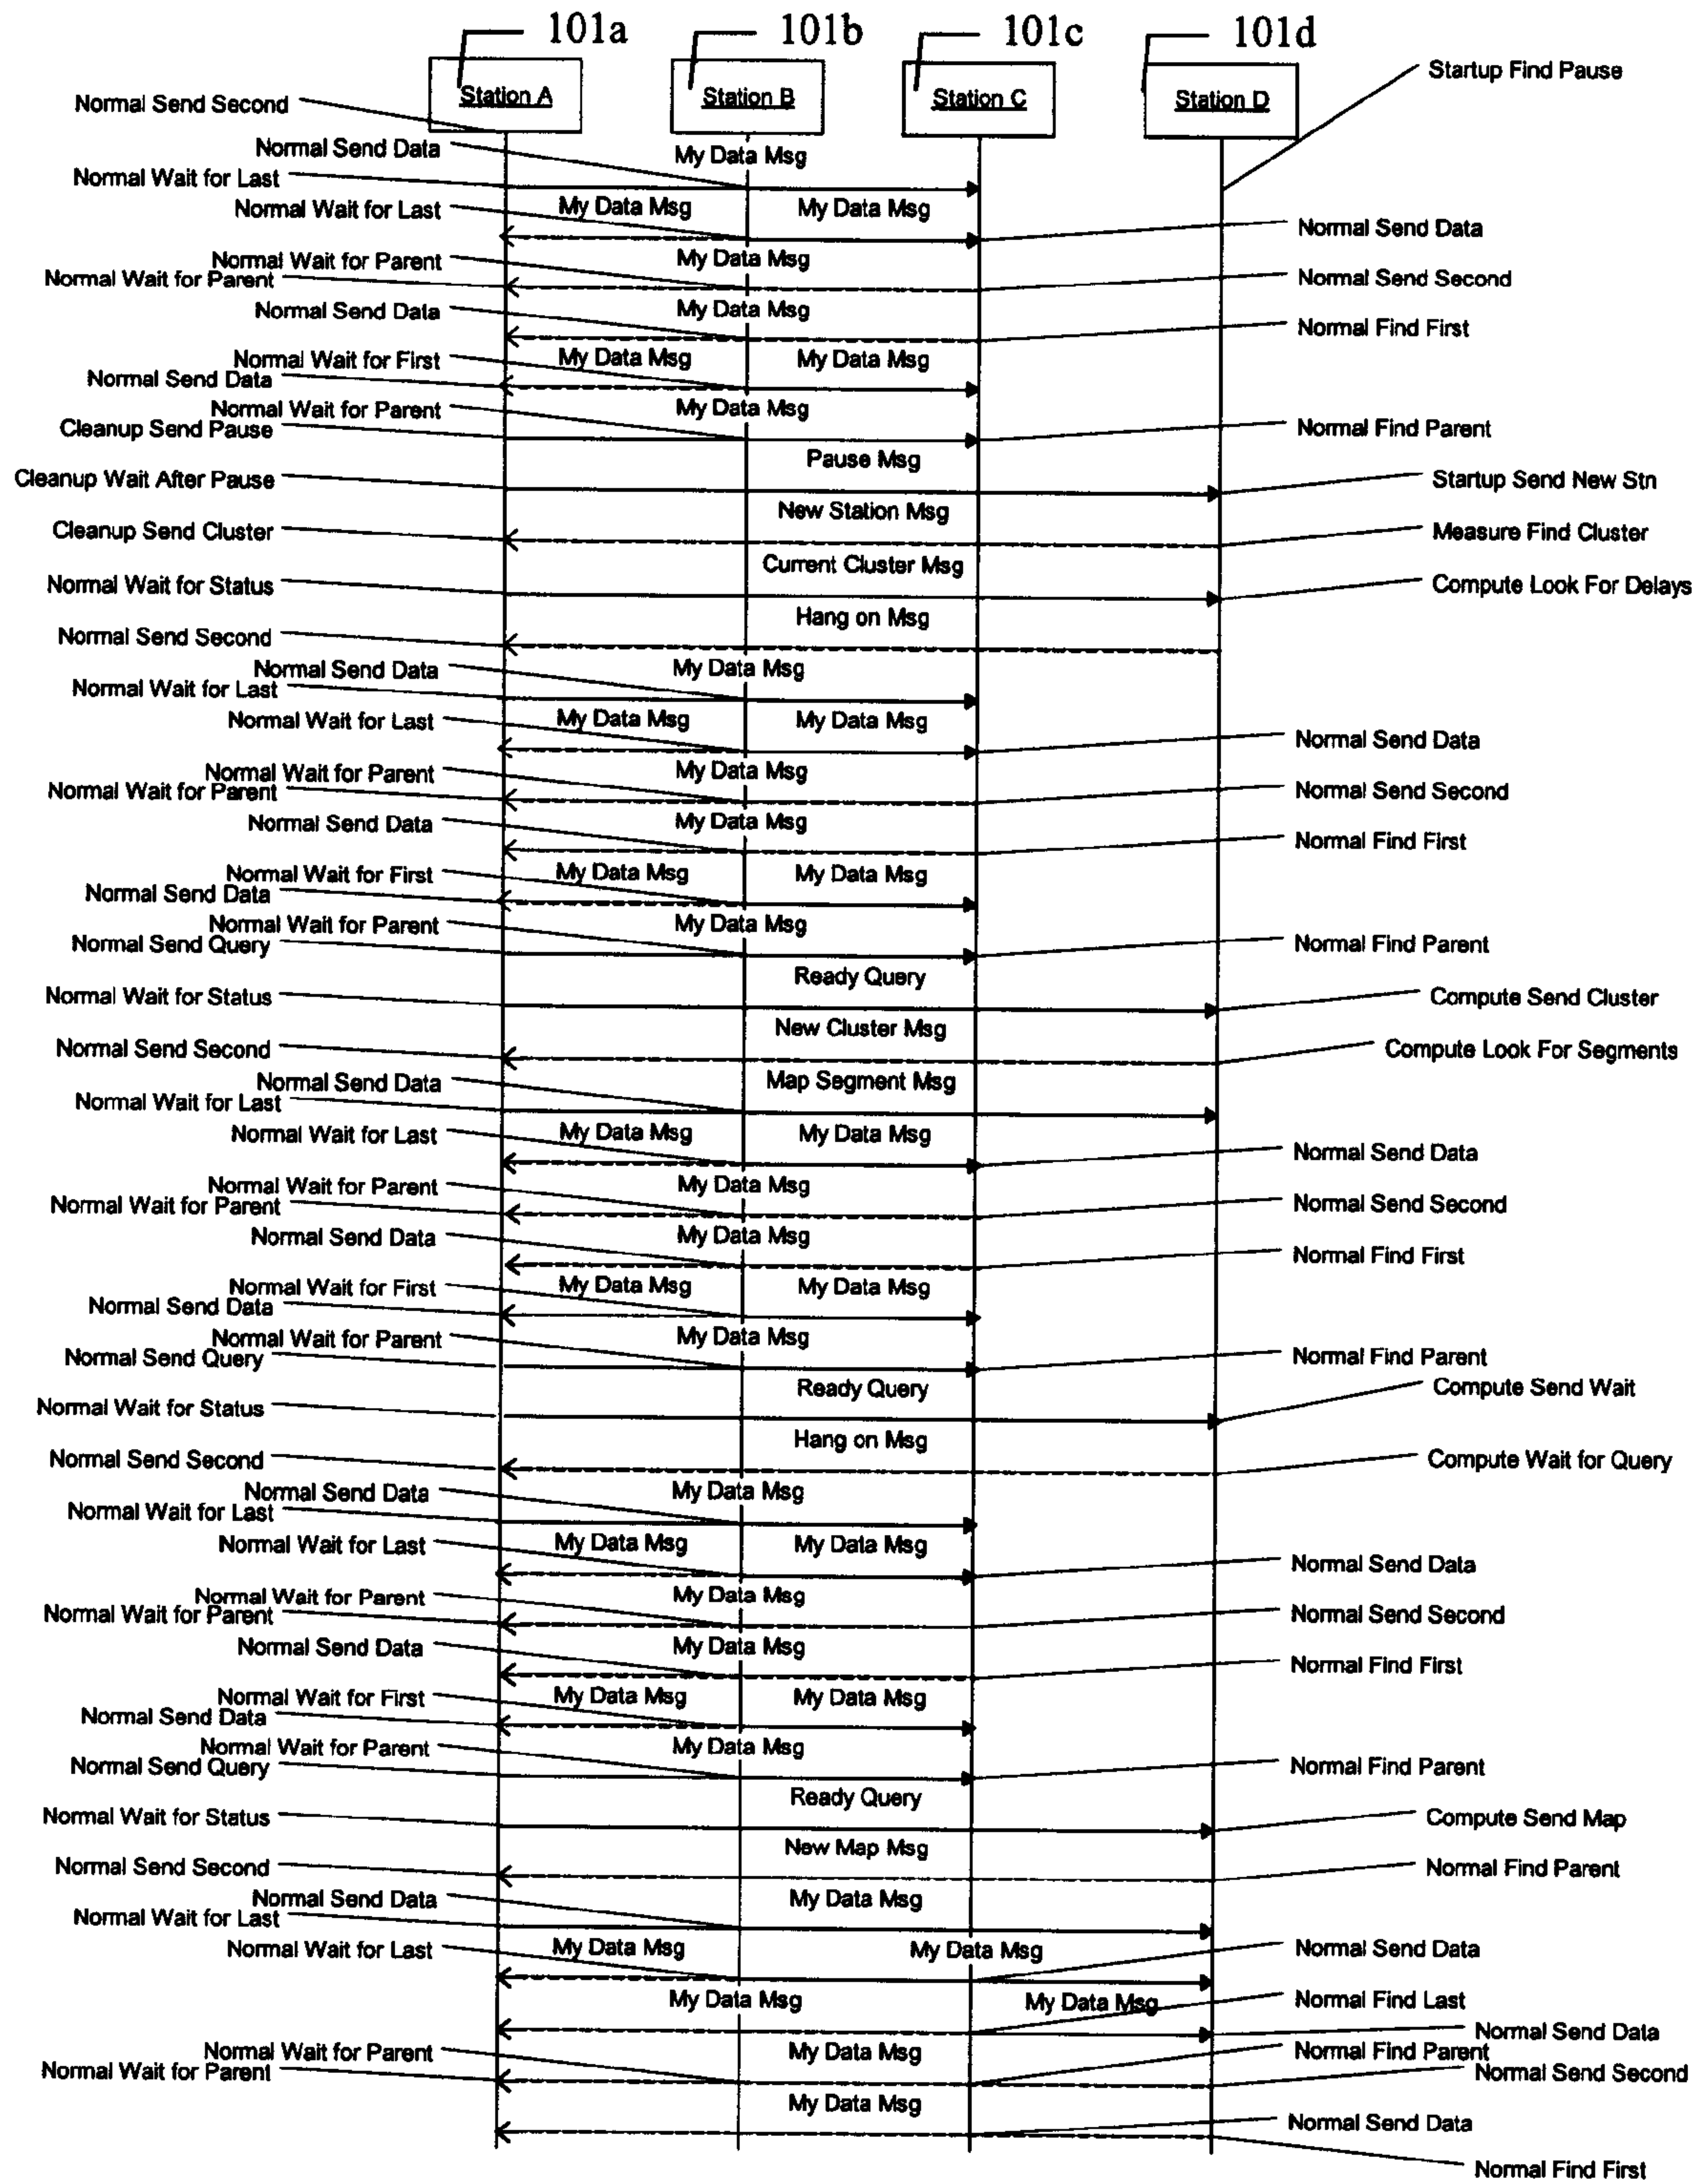 101a 101b 101c 101d
Station A Station B Station C Station D
Startup Find Pause
Normal Send Second
Normal Send Data My Data Msg
Normal Wait for Last
Normal Wait for Last My Data Msg My Data Msg
Normal Send Data
Normal Wait for Parent My Data Msg
Normal Wait for Parent Normal Send Second
Normal Send Data My Data Msg
Normal Find First
Normal Wait for First My Data Msg My Data Msg
Normal Send Data
Normal Wait for Parent My Data Msg
Cleanup Send Pause Normal Find Parent
Pause Msg
Cleanup Wait After Pause Startup Send New Stn
New Station Msg
Cleanup Send Cluster Measure Find Cluster
Current Cluster Msg
Normal Wait for Status Compute Look For Delays
Hang on Msg
Normal Send Second
Normal Send Data My Data Msg
Normal Wait for Last
Normal Wait for Last My Data Msg My Data Msg
Normal Send Data
Normal Wait for Parent My Data Msg
Normal Wait for Parent Normal Send Second
Normal Send Data My Data Msg
Normal Find First
Normal Wait for First My Data Msg My Data Msg
Normal Send Data
Normal Wait for Parent My Data Msg
Normal Send Query Normal Find Parent
Ready Query
Normal Wait for Status Compute Send Cluster
New Cluster Msg
Normal Send Second Compute Look For Segments
Normal Send Data Map Segment Msg
Normal Wait for Last
Normal Wait for Last My Data Msg My Data Msg
Normal Send Data
Normal Wait for Parent My Data Msg
Normal Wait for Parent Normal Send Second
Normal Send Data My Data Msg
Normal Find First
Normal Wait for First My Data Msg My Data Msg
Normal Send Data
Normal Wait for Parent My Data Msg
Normal Send Query Normal Find Parent
Ready Query Compute Send Wait
Normal Wait for Status
Hang on Msg
Normal Send Second Compute Wait for Query
Normal Send Data My Data Msg
Normal Wait for Last
Normal Wait for Last My Data Msg My Data Msg
Normal Send Data
Normal Wait for Parent My Data Msg
Normal Wait for Parent Normal Send Second
Normal Send Data My Data Msg
Normal Find First
Normal Wait for First My Data Msg My Data Msg
Normal Send Data
Normal Wait for Parent My Data Msg
Normal Send Query Normal Find Parent
Ready Query
Normal Wait for Status Compute Send Map
New Map Msg
Normal Send Second Normal Find Parent
Normal Send Data My Data Msg
Normal Wait for Last
Normal Wait for Last My Data Msg My Data Msg Normal Send Data
My Data Msg My Data Msg Normal Find Last
Normal Send Data
Normal Wait for Parent My Data Msg Normal Find Parent
Normal Wait for Parent Normal Send Second
My Data Msg
Normal Send Data
Normal Find First